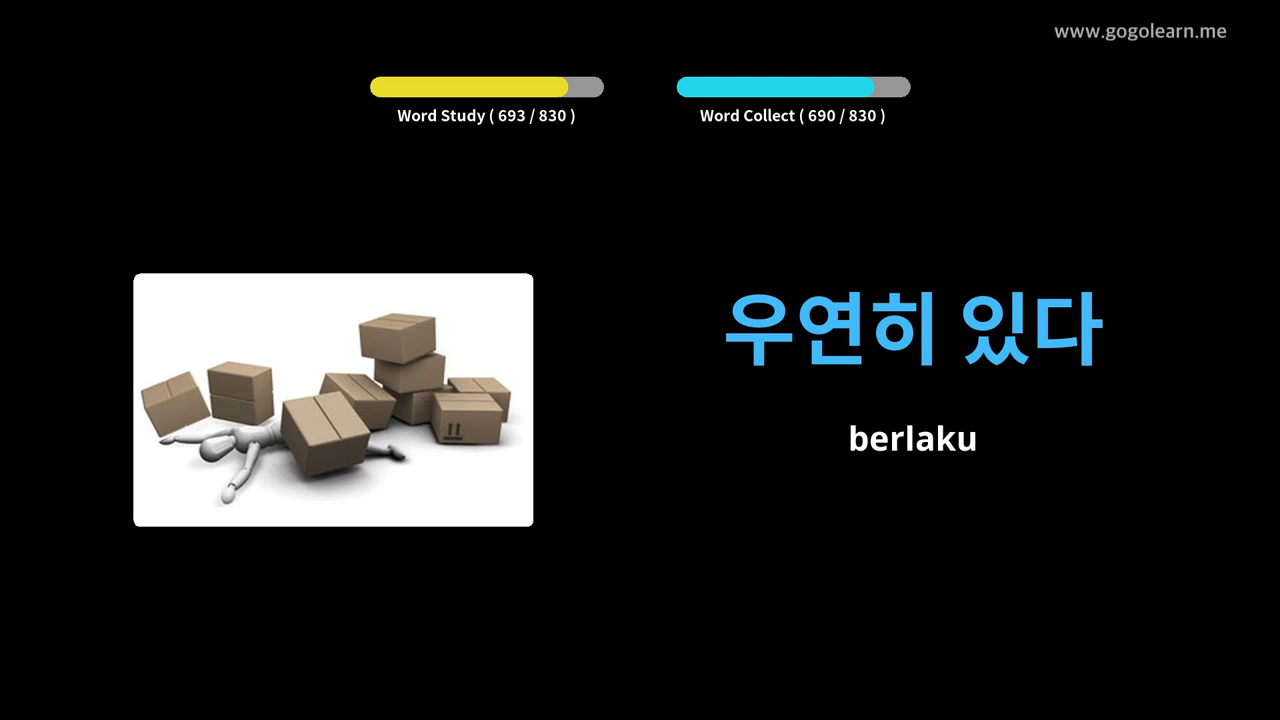 www.gogolearn.me
Word Study ( 693 / 830 )
Word Collect ( 690 / 830 )
우연히 있다
berlaku